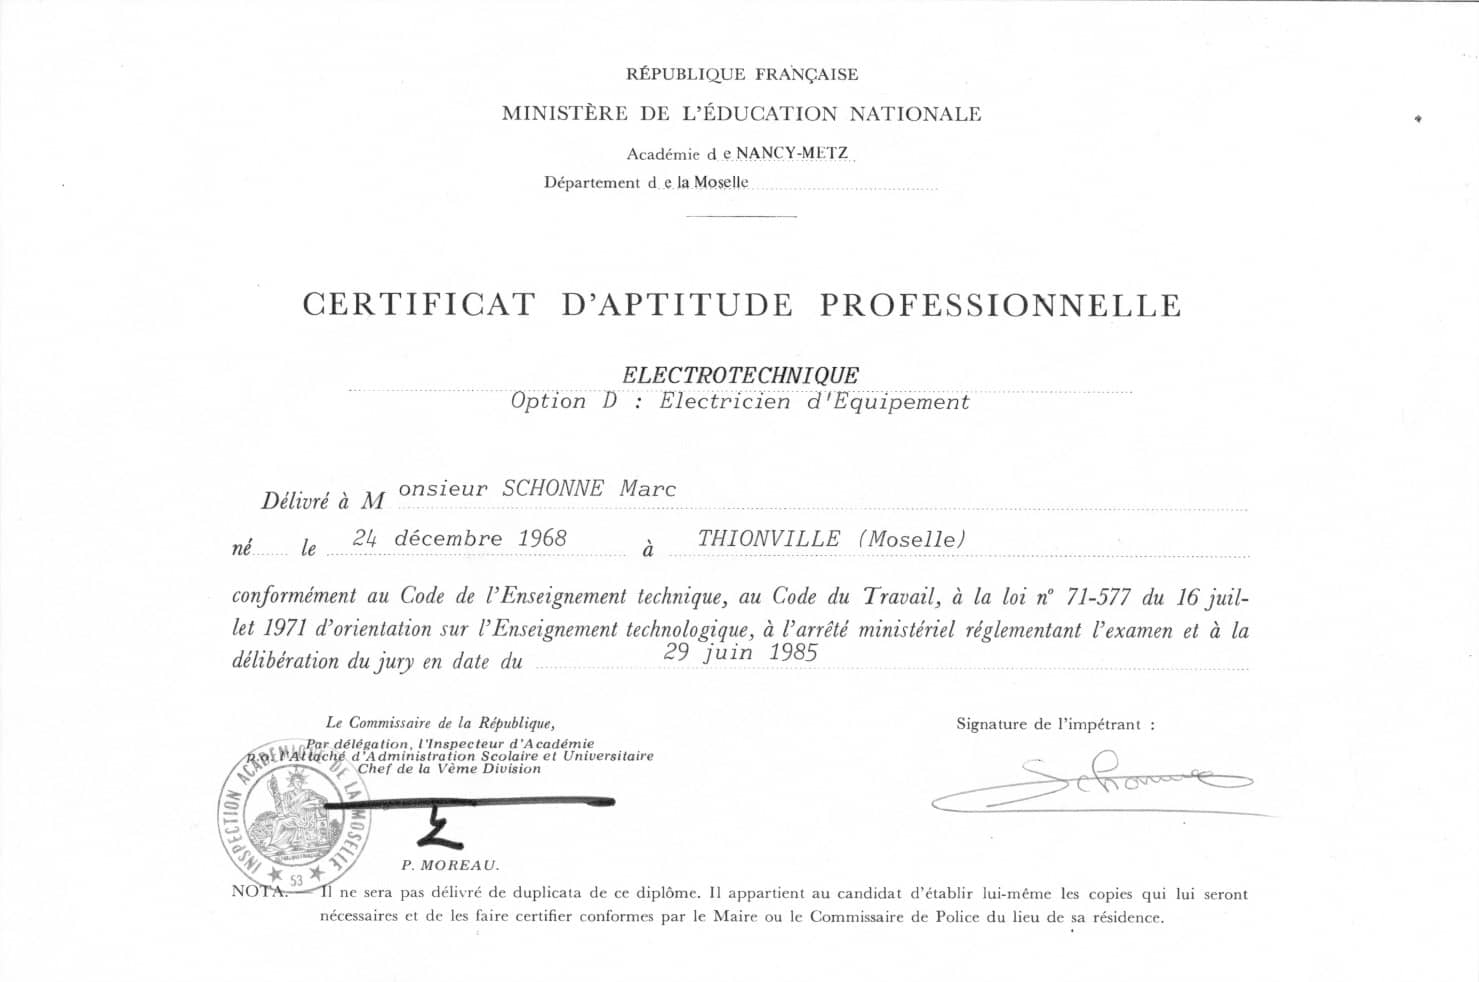 RÉPUBLIQUE FRANÇAISE
MINISTÈRE DE L'ÉDUCATION NATIONALE
Académie d e NANCY-METZ
Département d e la Moselle
CERTIFICAT D'APTITUDE PROFESSIONNELLE
ELECTROTECHNIQUE
Option D : Electricien d'Equipement
Délivré à M onsieur SCHONNE Marc
né le 24 décembre 1968 à THIONVILLE (Moselle)
conformément au Code de l'Enseignement technique, au Code du Travail, à la loi n° 71-577 du 16 juil-
let 1971 d'orientation sur l'Enseignement technologique, à l'arrêté ministériel réglementant l'examen et à la
délibération du jury en date du 29 juin 1985
Le Commissaire de la République,
Signature de l'impétrant :
Par délégation, l'Inspecteur d'Académie
p.o. l'Attaché d'Administration Scolaire et Universitaire
Chef de la Vème Division
Schonne
INSPECTION ACADÉMIQUE DE LA MOSELLE
53
P. MOREAU.
NOTA. — Il ne sera pas délivré de duplicata de ce diplôme. Il appartient au candidat d'établir lui-même les copies qui lui seront
nécessaires et de les faire certifier conformes par le Maire ou le Commissaire de Police du lieu de sa résidence.